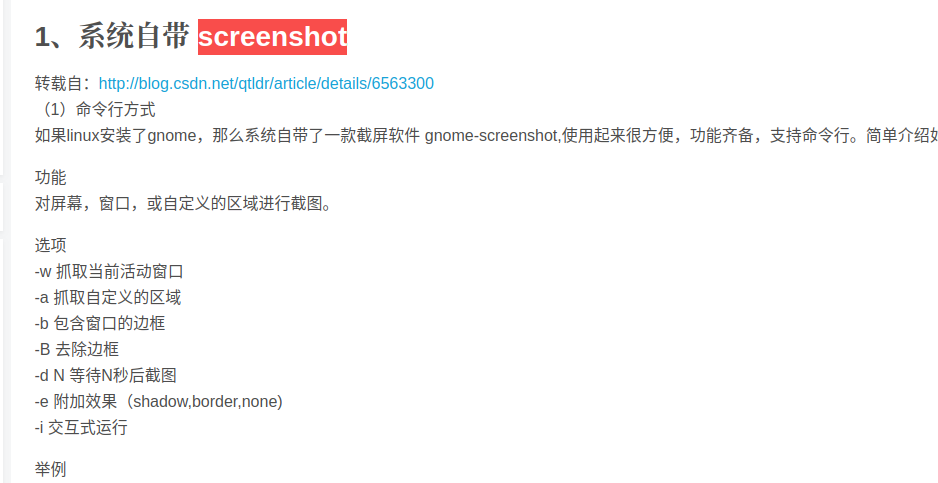 1、系统自带 screenshot
转载自：http://blog.csdn.net/qtldr/article/details/6563300
（1）命令行方式
如果linux安装了gnome，那么系统自带了一款截屏软件 gnome-screenshot,使用起来很方便，功能齐备，支持命令行。简单介绍
功能
对屏幕，窗口，或自定义的区域进行截图。
选项
-w 抓取当前活动窗口
-a 抓取自定义的区域
-b 包含窗口的边框
-B 去除边框
-d N 等待N秒后截图
-e 附加效果（shadow,border,none)
-i 交互式运行
举例